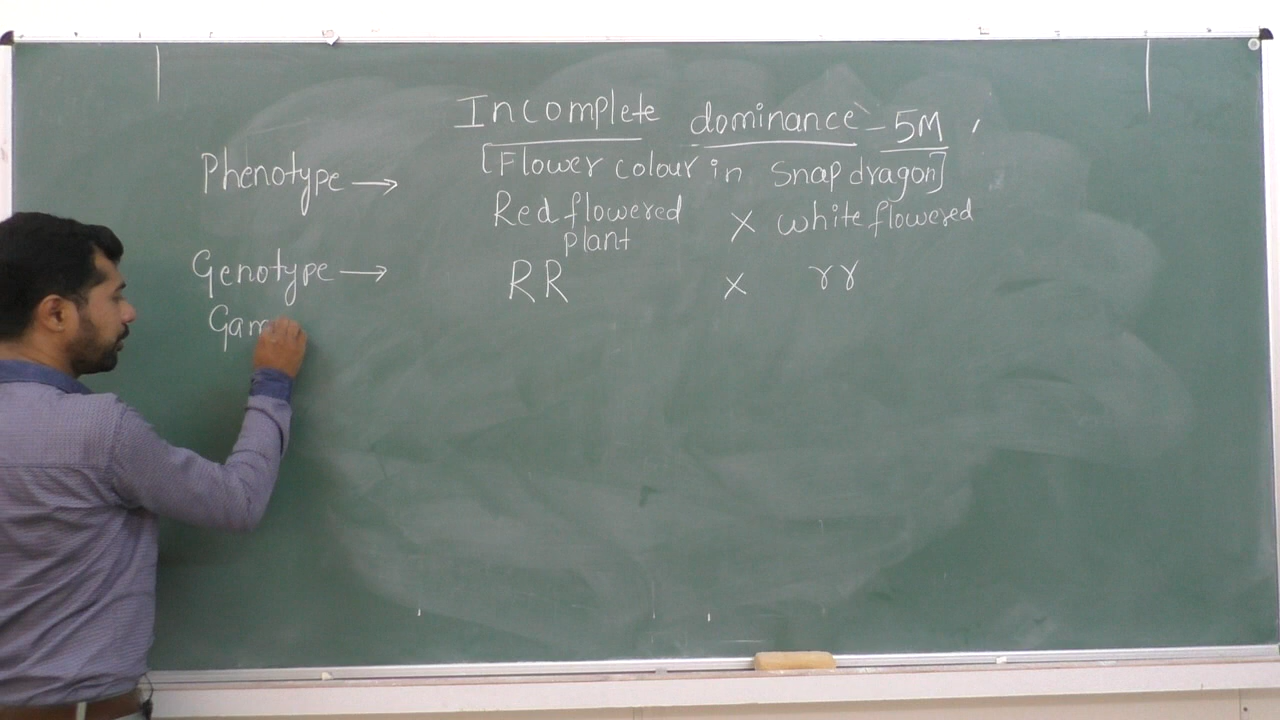 Incomplete dominance - 5M
[Flower colour in Snapdragon]
Phenotype →
Red flowered plant X white flowered
Genotype → RR X rr
Gam